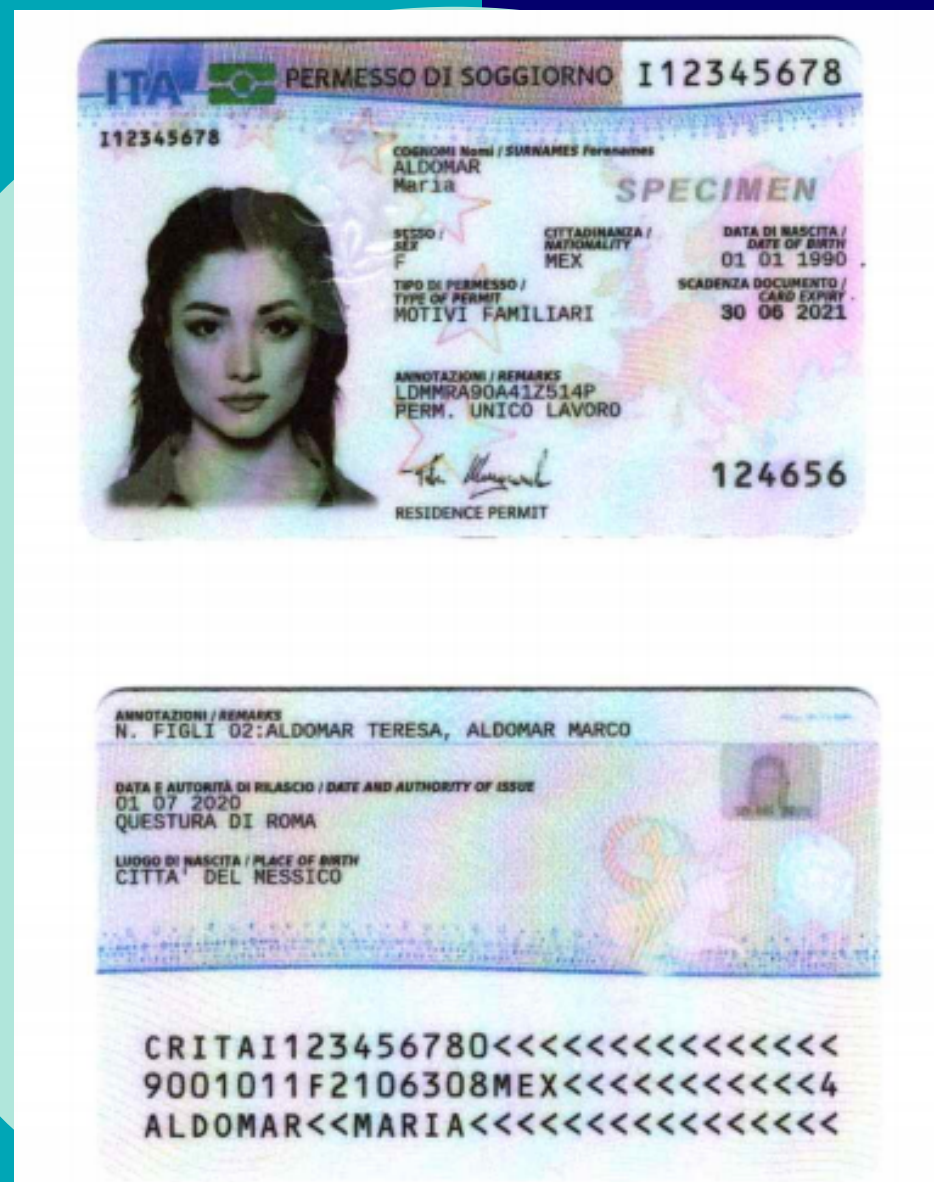 ITA PERMESSO DI SOGGIORNO I12345678
I12345678
COGNOMI Nomi / SURNAMES Forenames
ALDOMAR
Maria
SPECIMEN
SESSO /
SEX
F
CITTADINANZA /
NATIONALITY
MEX
DATA DI NASCITA /
DATE OF BIRTH
01 01 1990
TIPO DI PERMESSO /
TYPE OF PERMIT
MOTIVI FAMILIARI
SCADENZA DOCUMENTO /
CARD EXPIRY
30 06 2021
ANNOTAZIONI / REMARKS
LDMMRA90A41Z514P
PERM. UNICO LAVORO
124656
RESIDENCE PERMIT
ANNOTAZIONI / REMARKS
N. FIGLI 02:ALDOMAR TERESA, ALDOMAR MARCO
DATA E AUTORITÀ DI RILASCIO / DATE AND AUTHORITY OF ISSUE
01 07 2020
QUESTURA DI ROMA
LUOGO DI NASCITA / PLACE OF BIRTH
CITTA' DEL MESSICO
CRITAI123456780<<<<<<<<<<<<<<<
9001011F2106308MEX<<<<<<<<<<<4
ALDOMAR<<MARIA<<<<<<<<<<<<<<<<